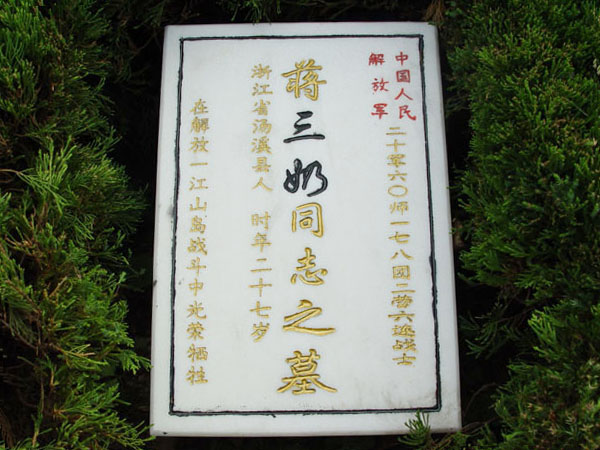 中国人民
解放军
二十军六〇师一七八团二营六连战士
蒋三奶同志之墓
浙江省汤溪县人 时年二十七岁
在解放一江山岛战斗中光荣牺牲